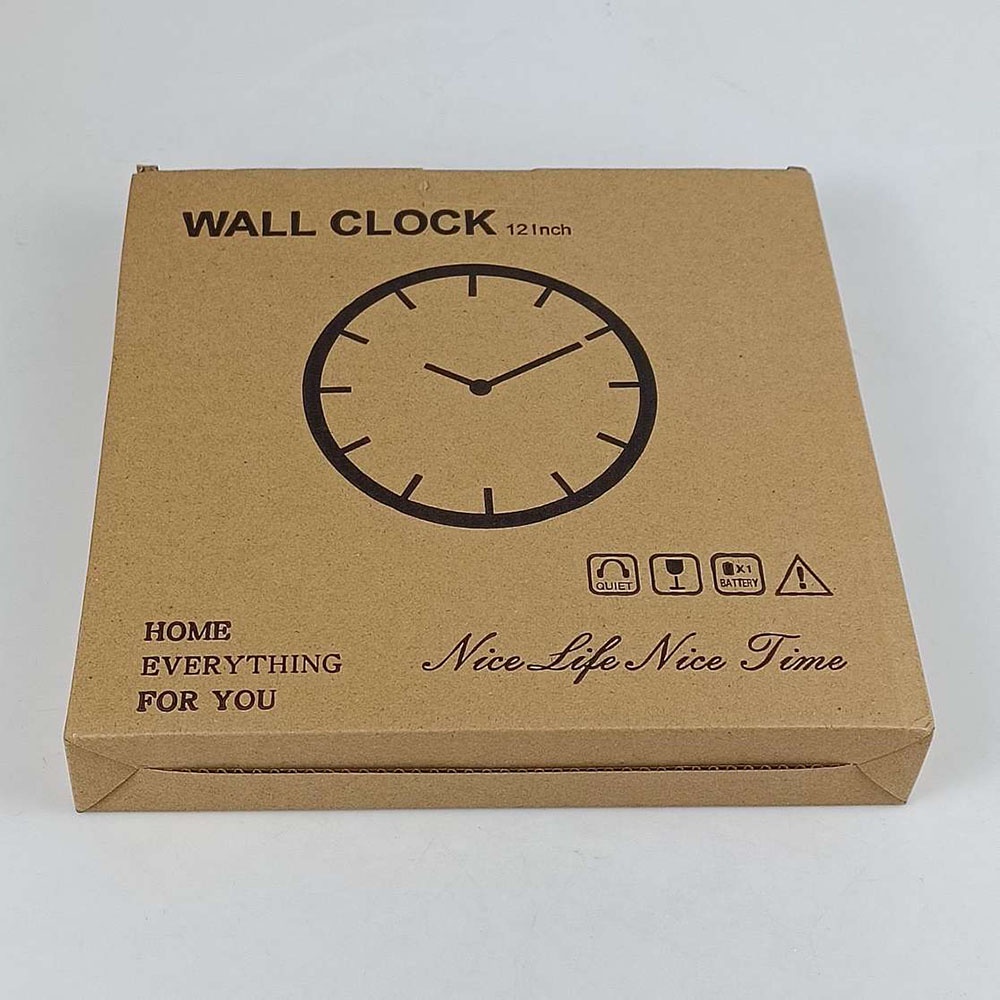 WALL CLOCK 12Inch
QUIET
X1
BATTERY
HOME
EVERYTHING
FOR YOU
Nice Life Nice Time